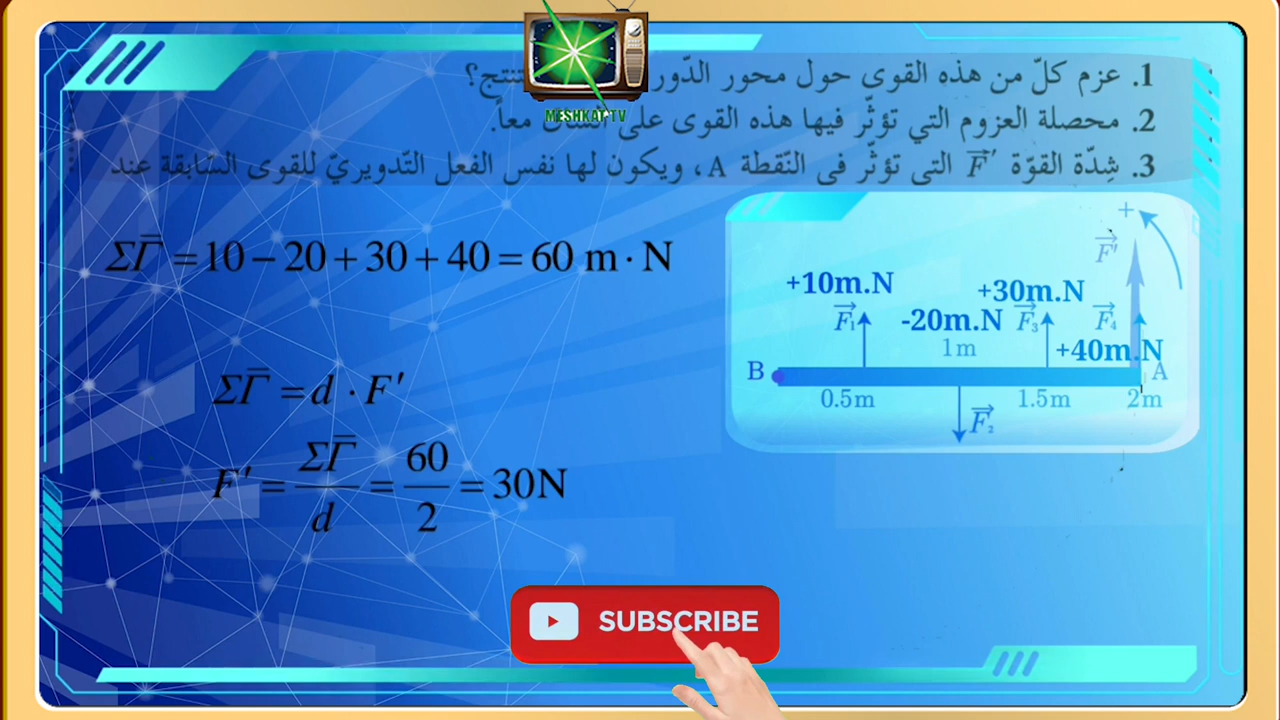 1. عزم كلّ من هذه القوى حول محور الدّور تنتج؟
MESHKAT TV
2. محصلة العزوم التي تؤثّر فيها هذه القوى على معاً.
3. شِدّة القوّة F' التي تؤثّر في النّقطة A، ويكون لها نفس الفعل التّدويريّ للقوى السّابقة عند
ΣΓ̅ = 10 − 20 + 30 + 40 = 60 m · N
ΣΓ̅ = d · F'
F' = ΣΓ̅ / d = 60 / 2 = 30N
+
F'
+10m.N +30m.N
F₁ -20m.N F₃ F₄
1m +40m.N
B A
0.5m 1.5m 2m
F₂
SUBSCRIBE